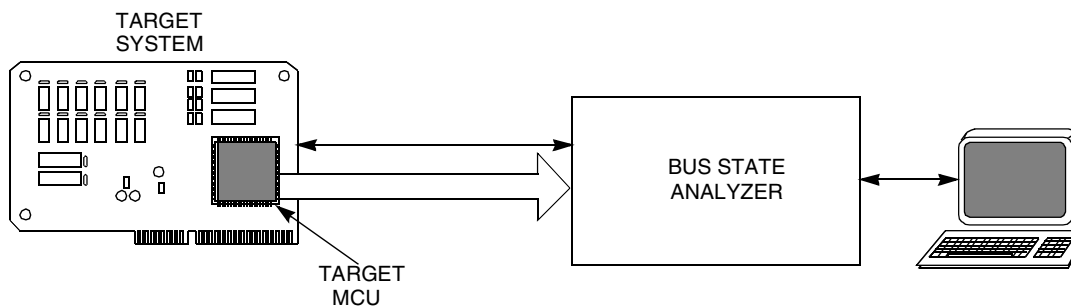 TARGET
SYSTEM
BUS STATE
ANALYZER
TARGET
MCU